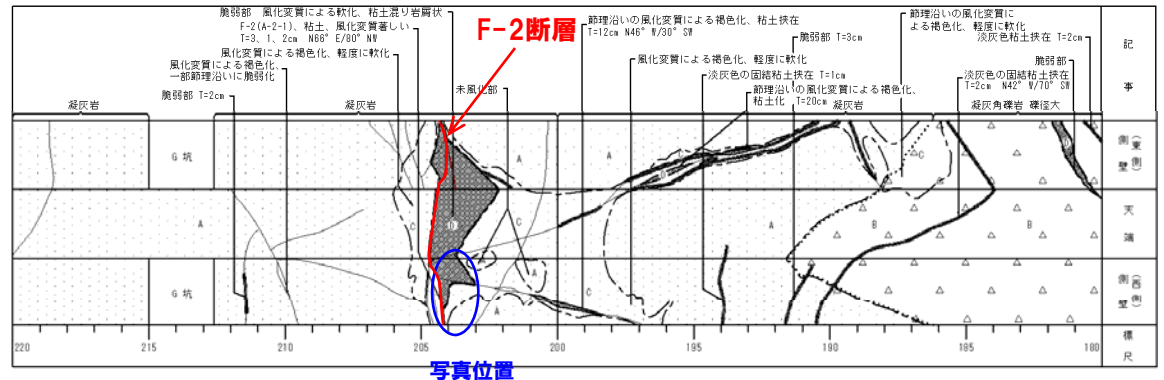 脆弱部 風化変質による軟化、粘土混り岩屑状
F-2(A-2-1)、粘土、風化変質著しい
T=3、1、2cm N66° E/80° NW
風化変質による褐色化、軽度に軟化
風化変質による褐色化、
一部節理沿いに脆弱化
脆弱部 T=2cm
F-2断層
未風化部
節理沿いの風化変質による褐色化、粘土挟在
T=12cm N46° W/30° SW
脆弱部 T=3cm
風化変質による褐色化、軽度に軟化
淡灰色の固結粘土挟在 T=1cm
節理沿いの風化変質による褐色化、
粘土化 T=20cm
節理沿いの風化変質に
よる褐色化、軽度に軟化
淡灰色粘土挟在 T=2cm
脆弱部
淡灰色の固結粘土挟在
T=2cm N42° W/70° SW
記事
凝灰岩
凝灰岩
凝灰岩
凝灰角礫岩 礫径大
G坑
A
A
D
C
側壁(東側)
A
C
D
A
A
B
B
天端
G坑
C
A
A
側壁(西側)
220
215
210
205
204
200
195
190
185
180
標尺
写真位置